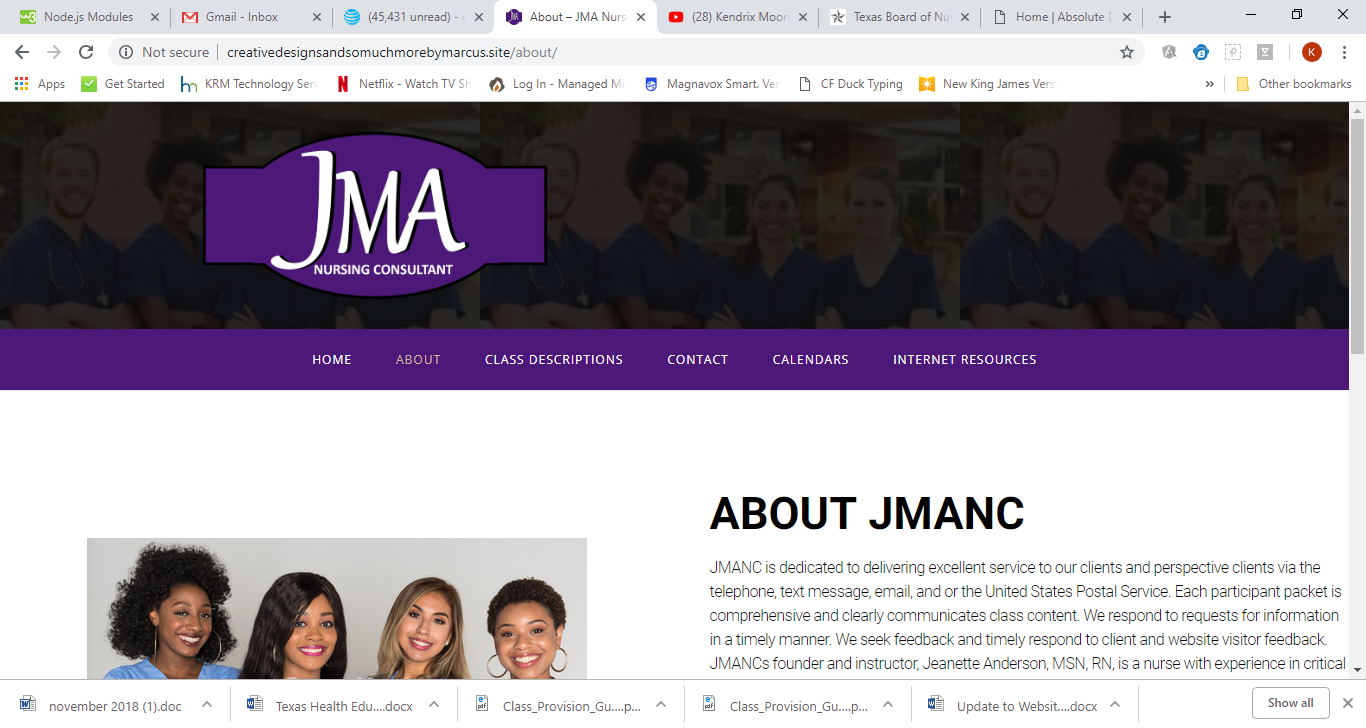 Node.js Modules
Gmail - Inbox
(45,431 unread) -
About – JMA Nurs
(28) Kendrix Moon
Texas Board of Nu
Home | Absolute D
Not secure creativedesignsandsomuchmorebymarcus.site/about/
K
Apps
Get Started
KRM Technology Serv
Netflix - Watch TV Sh
Log In - Managed Mi
Magnavox Smart. Ver
CF Duck Typing
New King James Vers
»
Other bookmarks
JMA
NURSING CONSULTANT
HOME
ABOUT
CLASS DESCRIPTIONS
CONTACT
CALENDARS
INTERNET RESOURCES
ABOUT JMANC
JMANC is dedicated to delivering excellent service to our clients and perspective clients via the
telephone, text message, email, and or the United States Postal Service. Each participant packet is
comprehensive and clearly communicates class content. We respond to requests for information
in a timely manner. We seek feedback and timely respond to client and website visitor feedback.
JMANCs founder and instructor, Jeanette Anderson, MSN, RN, is a nurse with experience in critical
november 2018 (1).doc
Texas Health Edu....docx
Class_Provision_Gu....p...
Class_Provision_Gu....p...
Update to Websit....docx
Show all